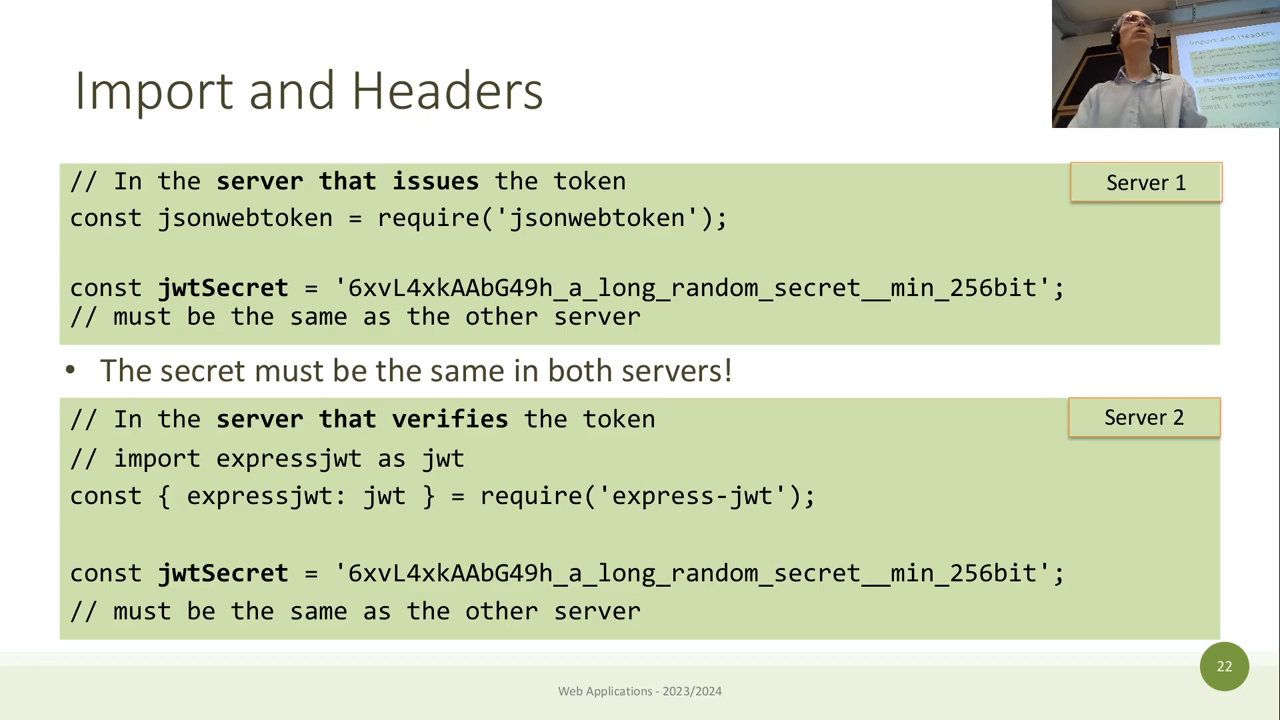 Import and Headers
// In the server that issues the token
Server 1
const jsonwebtoken = require('jsonwebtoken');
const jwtSecret = '6xvL4xkAAbG49h_a_long_random_secret__min_256bit';
// must be the same as the other server
• The secret must be the same in both servers!
// In the server that verifies the token
Server 2
// import expressjwt as jwt
const { expressjwt: jwt } = require('express-jwt');
const jwtSecret = '6xvL4xkAAbG49h_a_long_random_secret__min_256bit';
// must be the same as the other server
22
Web Applications - 2023/2024
Import and Headers